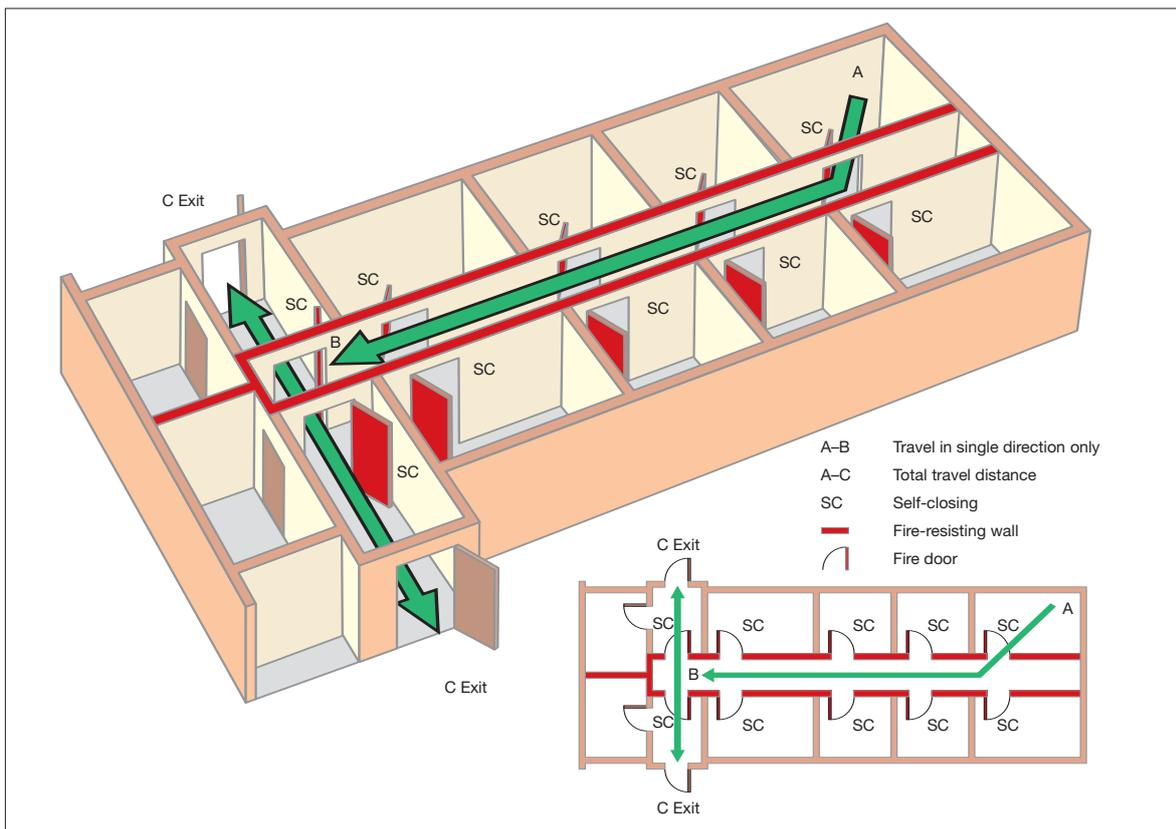 A
SC
C Exit
SC
SC
SC
SC
SC
SC
SC
B
SC
SC
SC
C Exit
A–B Travel in single direction only
A–C Total travel distance
SC Self-closing
Fire-resisting wall
Fire door
C Exit
A
SC SC SC SC SC
B
SC SC SC SC SC
C Exit